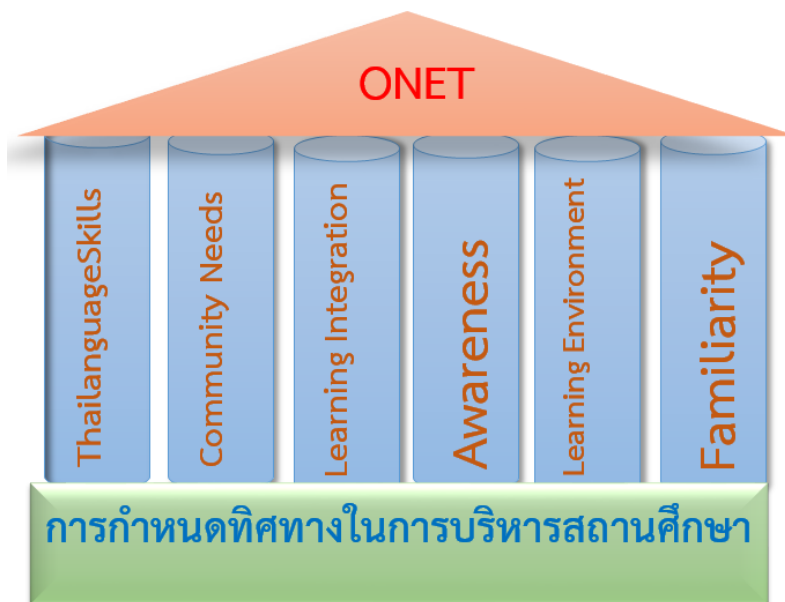 ONET
ThailanguageSkills
Community Needs
Learning Integration
Awareness
Learning Environment
Familiarity
การกำหนดทิศทางในการบริหารสถานศึกษา